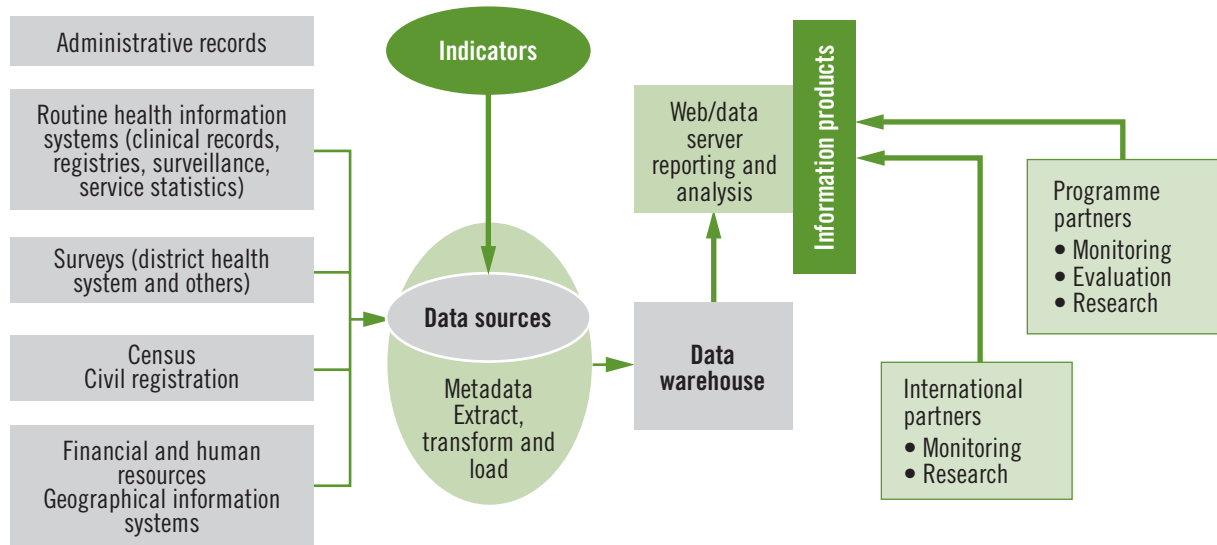 Administrative records
Routine health information
systems (clinical records,
registries, surveillance,
service statistics)
Surveys (district health
system and others)
Census
Civil registration
Financial and human
resources
Geographical information
systems
Indicators
Data sources
Metadata
Extract,
transform and
load
Data
warehouse
Web/data
server
reporting and
analysis
Information products
Programme
partners
• Monitoring
• Evaluation
• Research
International
partners
• Monitoring
• Research